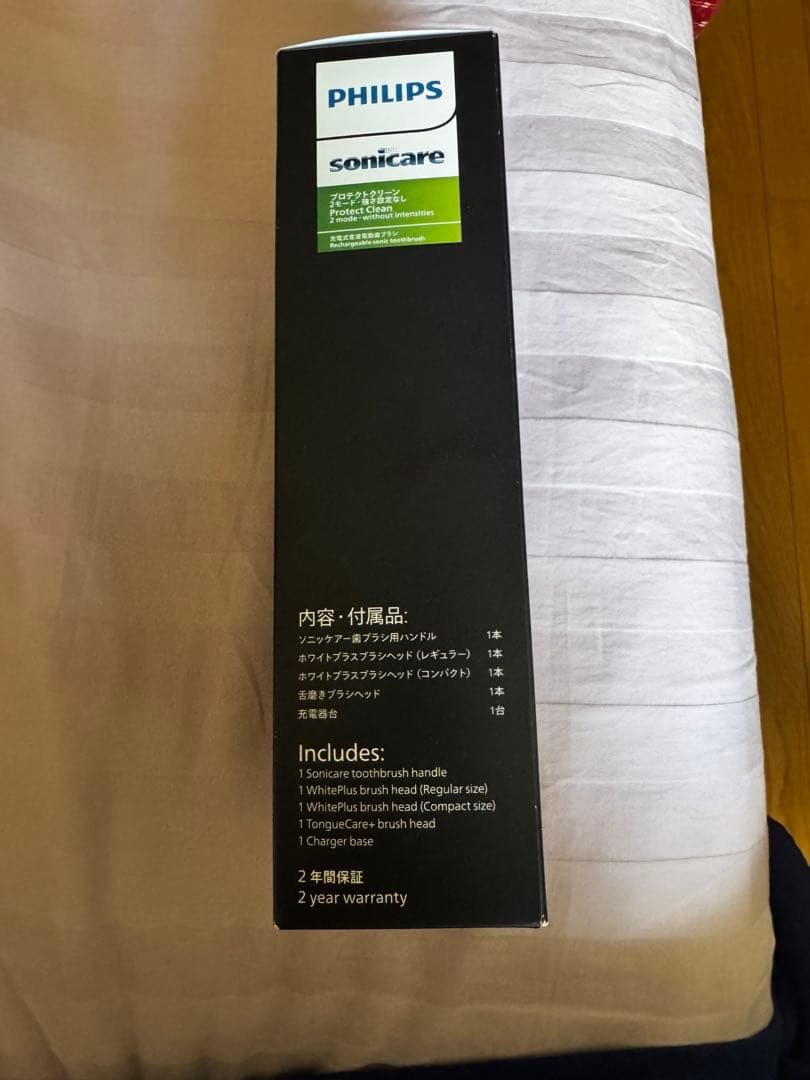 PHILIPS
sonicare
プロテクトクリーン
2モード・強さ設定なし
Protect Clean
2 mode・without intensities
充電式音波電動歯ブラシ
Rechargeable sonic toothbrush
内容・付属品:
ソニッケアー歯ブラシ用ハンドル 1本
ホワイトプラスブラシヘッド（レギュラー） 1本
ホワイトプラスブラシヘッド（コンパクト） 1本
舌磨きブラシヘッド 1本
充電器台 1台
Includes:
1 Sonicare toothbrush handle
1 WhitePlus brush head (Regular size)
1 WhitePlus brush head (Compact size)
1 TongueCare+ brush head
1 Charger base
2 年間保証
2 year warranty